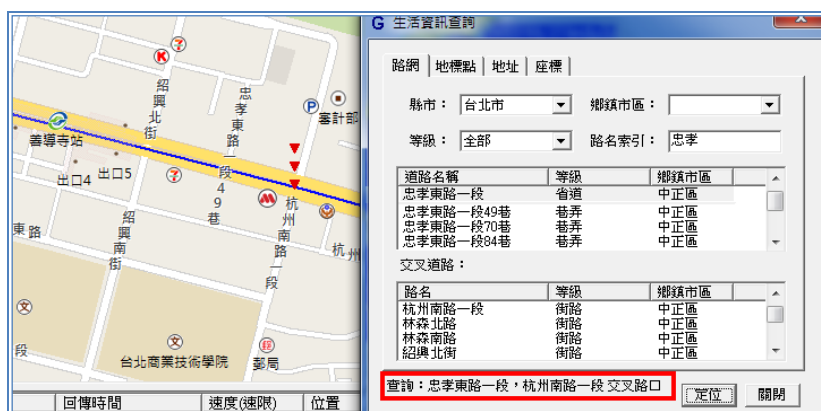 G 生活資訊查詢
路網 地標點 地址 座標
縣市： 台北市 鄉鎮市區：
等級： 全部 路名索引： 忠孝
道路名稱 等級 鄉鎮市區
忠孝東路一段 省道 中正區
忠孝東路一段49巷 巷弄 中正區
忠孝東路一段70巷 巷弄 中正區
忠孝東路一段84巷 巷弄 中正區
交叉道路：
路名 等級 鄉鎮市區
杭州南路一段 街路 中正區
林森北路 街路 中正區
林森南路 街路 中正區
紹興北街 街路 中正區
查詢：忠孝東路一段，杭州南路一段 交叉路口
定位 關閉
紹興北街
忠孝東路一段49巷
P
審計部
善導寺站
出口4
出口5
紹興南街
杭州南路一段
東路
杭州
文
段
文
台北商業技術學院
郵局
回傳時間 速度(速限) 位置